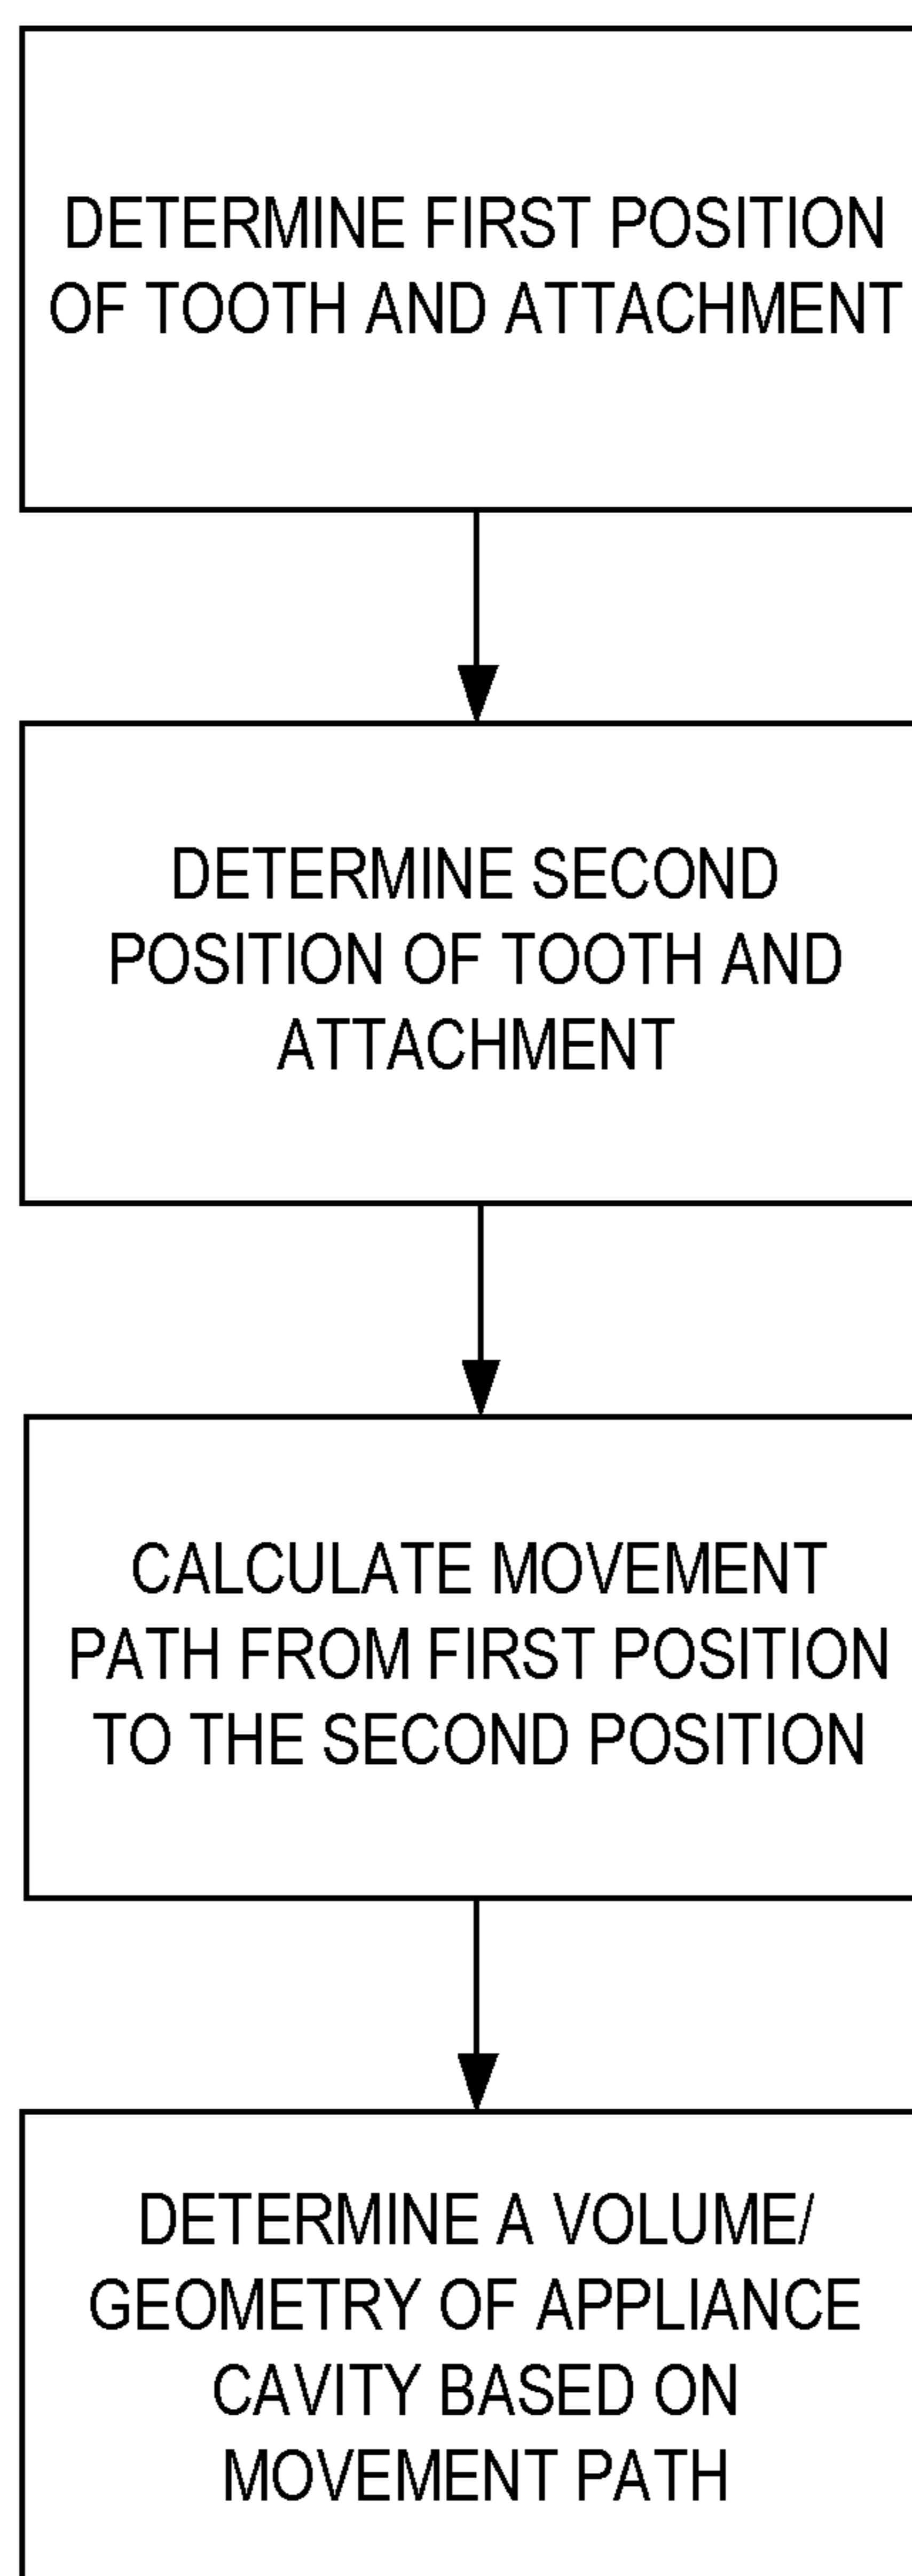 DETERMINE FIRST POSITION
OF TOOTH AND ATTACHMENT
DETERMINE SECOND
POSITION OF TOOTH AND
ATTACHMENT
CALCULATE MOVEMENT
PATH FROM FIRST POSITION
TO THE SECOND POSITION
DETERMINE A VOLUME/
GEOMETRY OF APPLIANCE
CAVITY BASED ON
MOVEMENT PATH